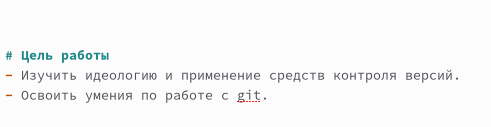 # Цель работы
- Изучить идеологию и применение средств контроля версий.
- Освоить умения по работе с git.